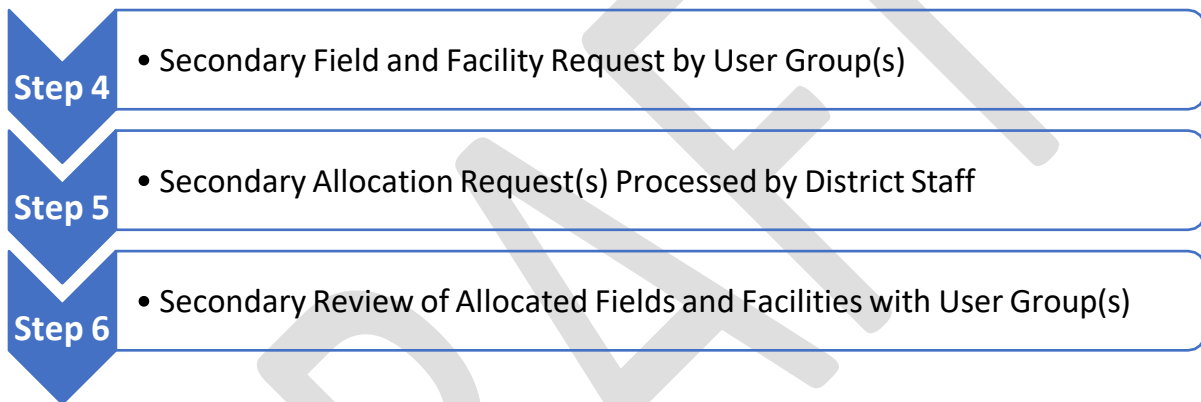 Step 4
• Secondary Field and Facility Request by User Group(s)
Step 5
• Secondary Allocation Request(s) Processed by District Staff
Step 6
• Secondary Review of Allocated Fields and Facilities with User Group(s)